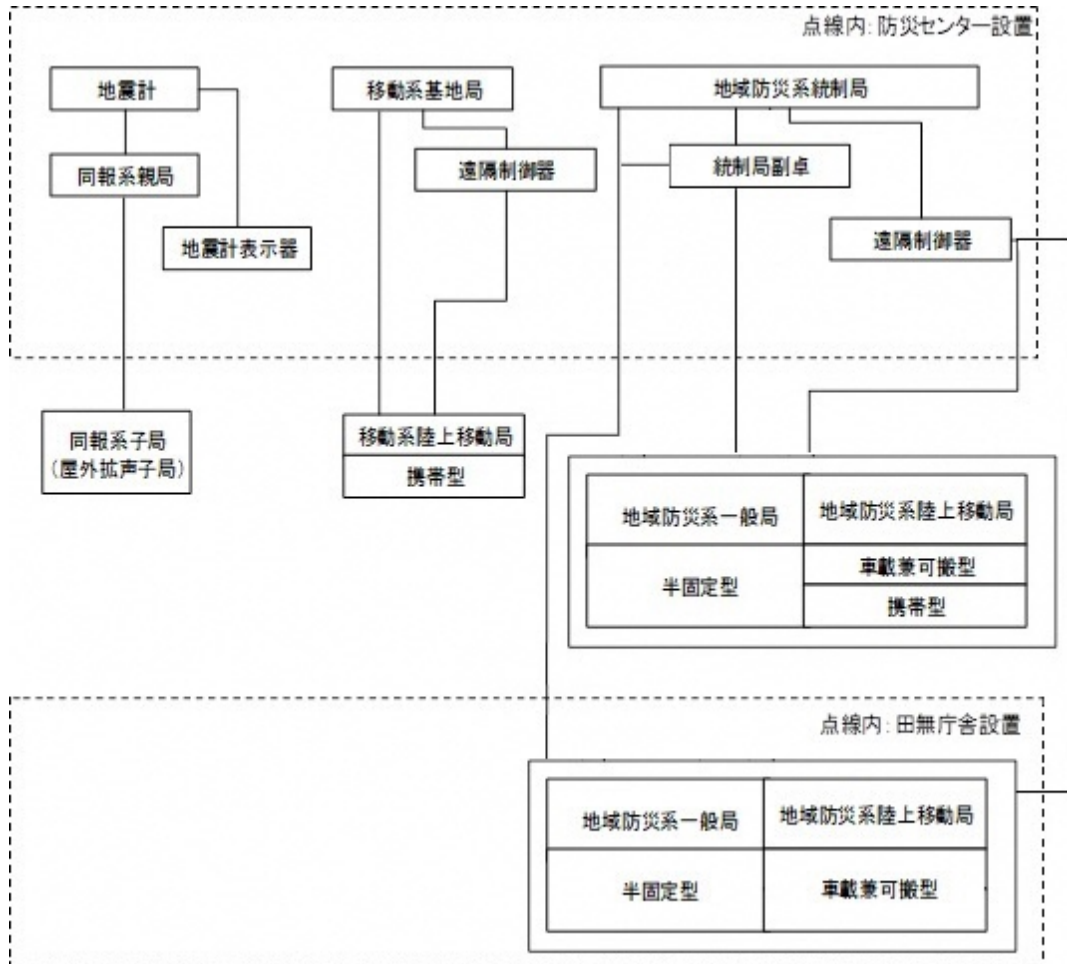 点線内：防災センター設置
地震計
移動系基地局
地域防災系統制局
同報系親局
遠隔制御器
統制局副卓
地震計表示器
遠隔制御器
同報系子局
（屋外拡声子局）
移動系陸上移動局
携帯型
地域防災系一般局
地域防災系陸上移動局
半固定型
車載兼可搬型
携帯型
点線内：田無庁舎設置
地域防災系一般局
地域防災系陸上移動局
半固定型
車載兼可搬型